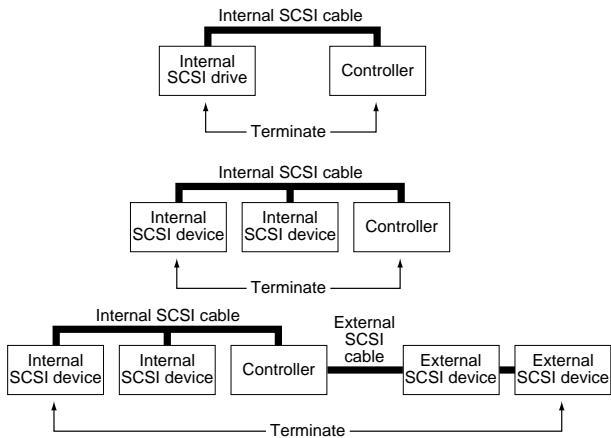 Internal SCSI cable
Internal
SCSI drive
Controller
Terminate
Internal SCSI cable
Internal
SCSI device
Internal
SCSI device
Controller
Terminate
Internal SCSI cable
External
SCSI
cable
Internal
SCSI device
Internal
SCSI device
Controller
External
SCSI device
External
SCSI device
Terminate